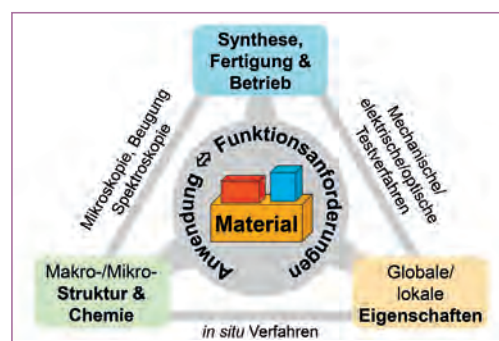 Synthese,
Fertigung &
Betrieb
Mikroskopie, Beugung
Spektroskopie
Mechanische/
elektrische/optische
Testverfahren
Anwendung ⇔ Funktionsanforderungen
Material
Makro-/Mikro-
Struktur &
Chemie
Globale/
lokale
Eigenschaften
in situ Verfahren